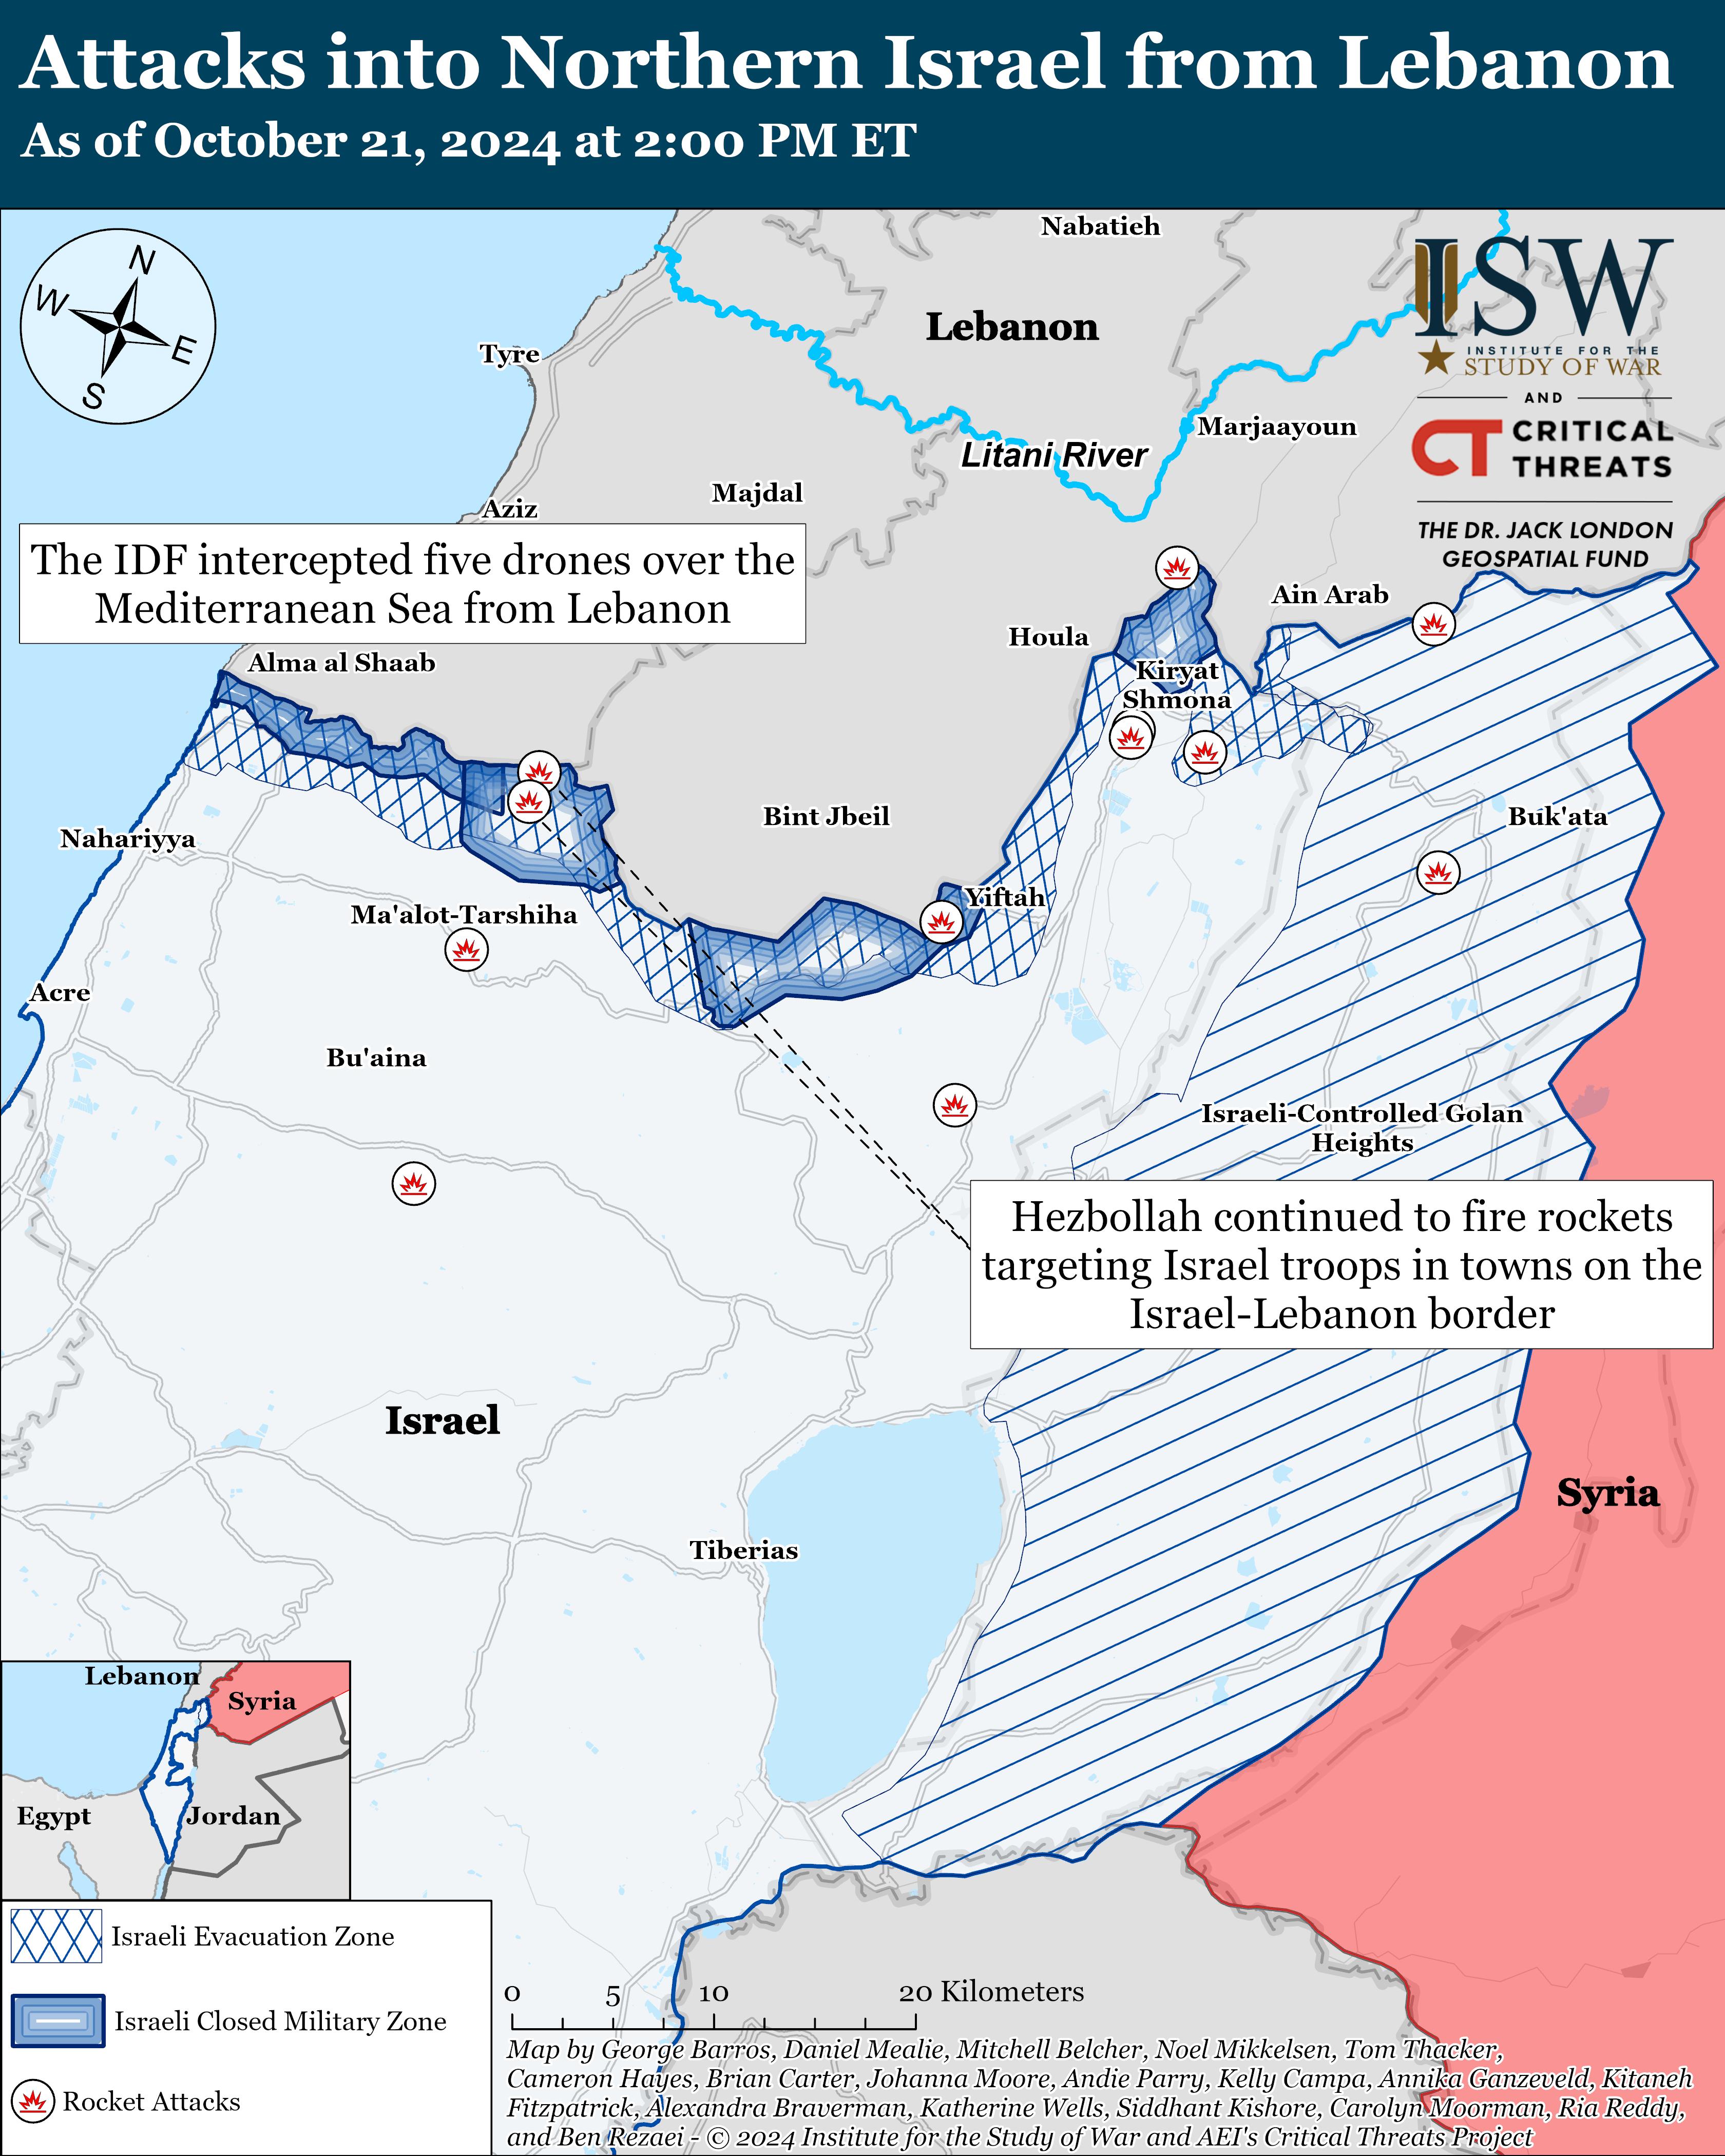 Attacks into Northern Israel from Lebanon
As of October 21, 2024 at 2:00 PM ET
N
W
E
S
Nabatieh
Lebanon
ISW
INSTITUTE FOR THE
STUDY OF WAR
AND
CT CRITICAL
THREATS
THE DR. JACK LONDON
GEOSPATIAL FUND
Tyre
Marjaayoun
Litani River
Majdal
Aziz
The IDF intercepted five drones over the
Mediterranean Sea from Lebanon
Ain Arab
Houla
Alma al Shaab
Kiryat
Shmona
Bint Jbeil
Buk'ata
Nahariyya
Yiftah
Ma'alot-Tarshiha
Acre
Bu'aina
Israeli-Controlled Golan
Heights
Hezbollah continued to fire rockets
targeting Israel troops in towns on the
Israel-Lebanon border
Israel
Syria
Tiberias
Lebanon
Syria
Egypt
Jordan
Israeli Evacuation Zone
Israeli Closed Military Zone
Rocket Attacks
0 5 10 20 Kilometers
Map by George Barros, Daniel Mealie, Mitchell Belcher, Noel Mikkelsen, Tom Thacker,
Cameron Hayes, Brian Carter, Johanna Moore, Andie Parry, Kelly Campa, Annika Ganzeveld, Kitaneh
Fitzpatrick, Alexandra Braverman, Katherine Wells, Siddhant Kishore, Carolyn Moorman, Ria Reddy,
and Ben Rezaei - © 2024 Institute for the Study of War and AEI's Critical Threats Project